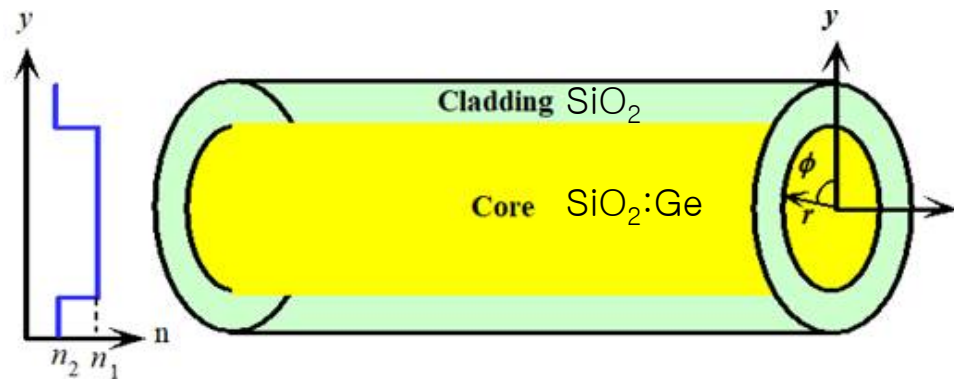 y
n
n₂ n₁
Cladding SiO₂
Core SiO₂:Ge
y
ϕ
r